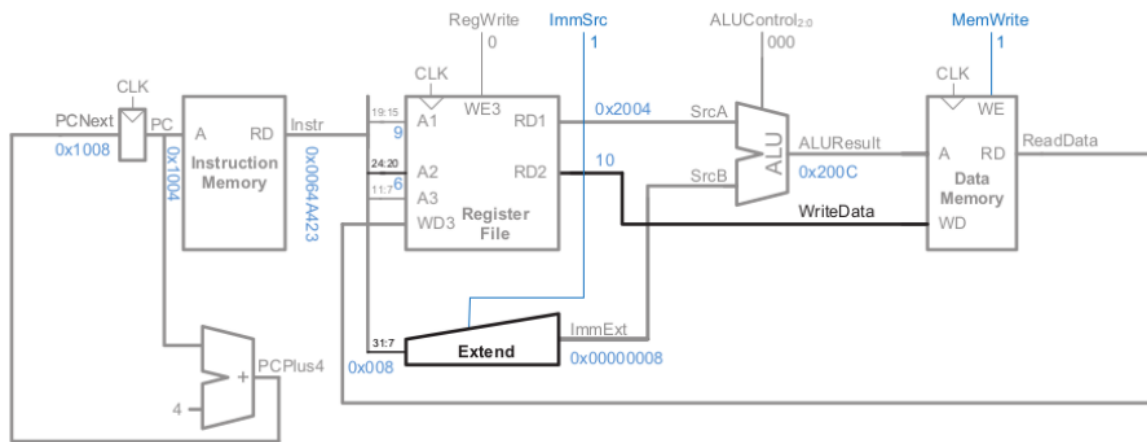 RegWrite ImmSrc ALUControl2:0 MemWrite
0 1 000 1
CLK CLK CLK
PCNext PC A RD Instr 19:15 A1 WE3 RD1 0x2004 SrcA WE
0x1008 9
Instruction Memory
0x1004
0x0064A423
24:20 A2 RD2 10 SrcB ALU ALUResult A RD ReadData
6 0x200C
11:7 A3
WD3 Register File WriteData WD Data Memory
31:7 Extend ImmExt
0x008 0x00000008
PCPlus4
+
4